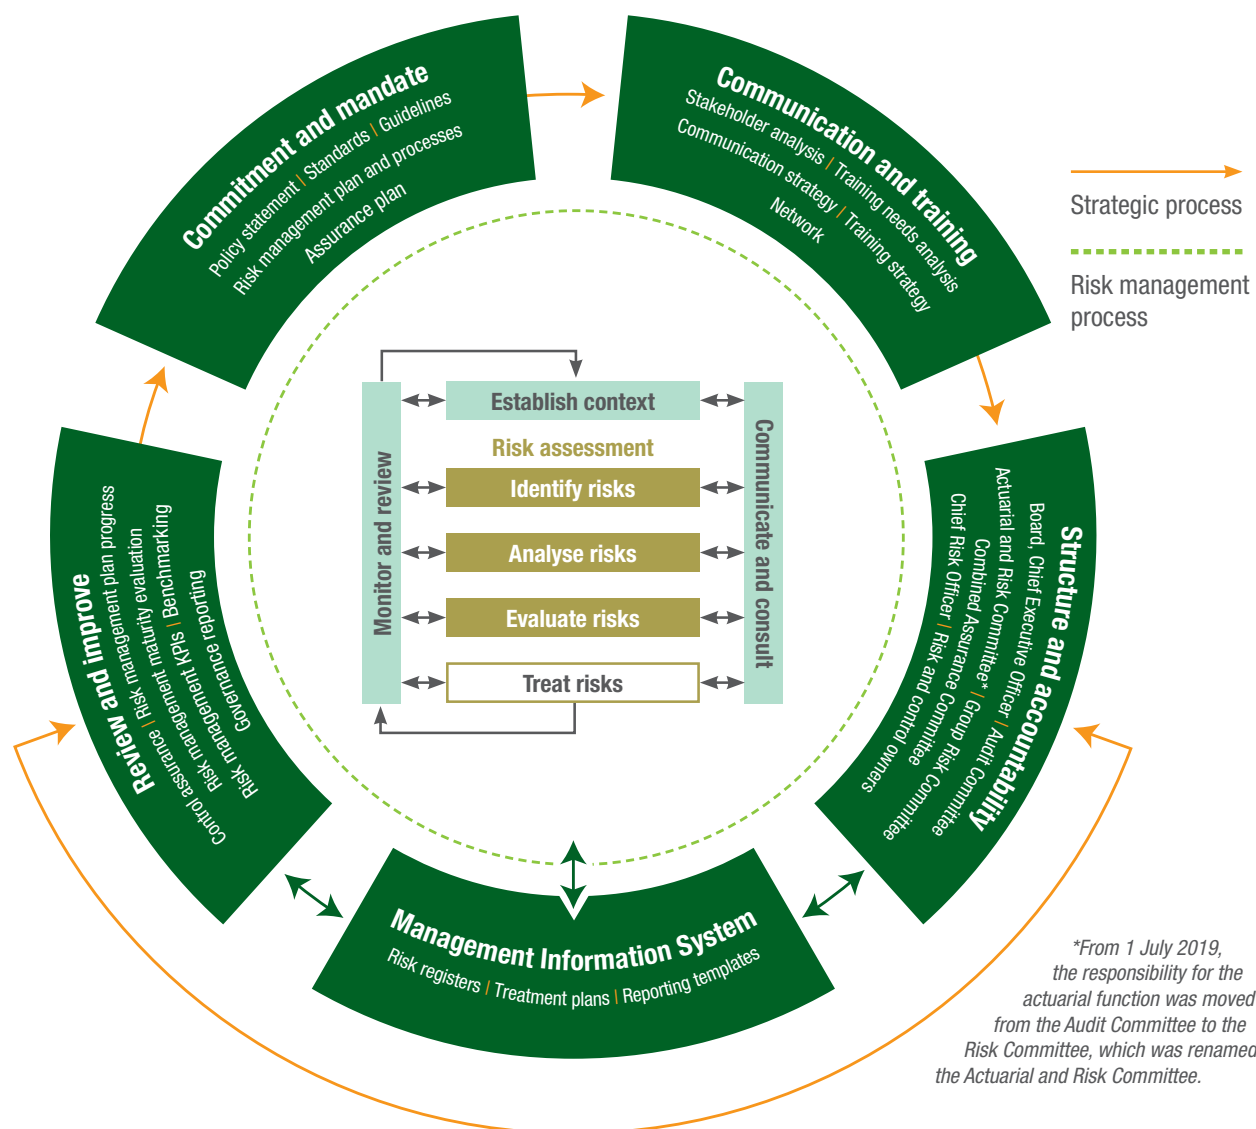 Commitment and mandate
Policy statement | Standards | Guidelines
Risk management plan and processes
Assurance plan
Communication and training
Stakeholder analysis | Training needs analysis
Communication strategy | Training strategy
Network
Strategic process
Risk management
process
Structure and accountability
Board, Chief Executive Officer | Audit Committee
Actuarial and Risk Committee* | Group Risk Committee
Combined Assurance Committee
Chief Risk Officer | Risk and control owners
Management Information System
Risk registers | Treatment plans | Reporting templates
Review and improve
Control assurance | Risk management plan progress
Risk management maturity evaluation
Risk management KPIs | Benchmarking
Governance reporting
Monitor and review
Establish context
Risk assessment
Identify risks
Analyse risks
Evaluate risks
Treat risks
Communicate and consult
*From 1 July 2019,
the responsibility for the
actuarial function was moved
from the Audit Committee to the
Risk Committee, which was renamed
the Actuarial and Risk Committee.